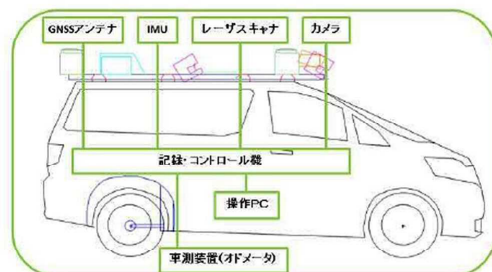 GNSSアンテナ
IMU
レーザスキャナ
カメラ
記録・コントロール機
操作PC
車測装置(オドメータ)